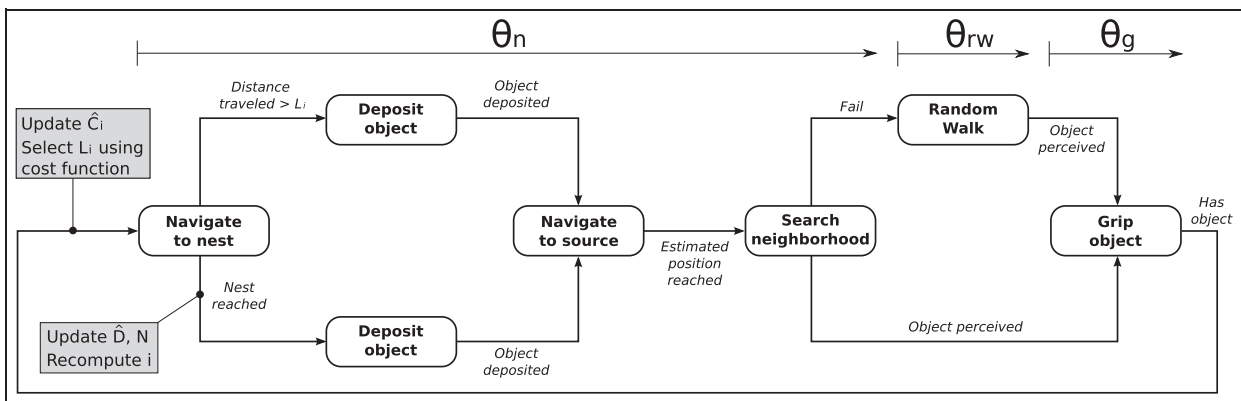 θn
θrw
θg
Distance
traveled > Li
Deposit
object
Object
deposited
Fail
Random
Walk
Object
perceived
Update Ĉi
Select Li using
cost function
Navigate
to nest
Navigate
to source
Estimated
position
reached
Search
neighborhood
Grip
object
Has
object
Nest
reached
Update D̂, N
Recompute i
Deposit
object
Object
deposited
Object perceived